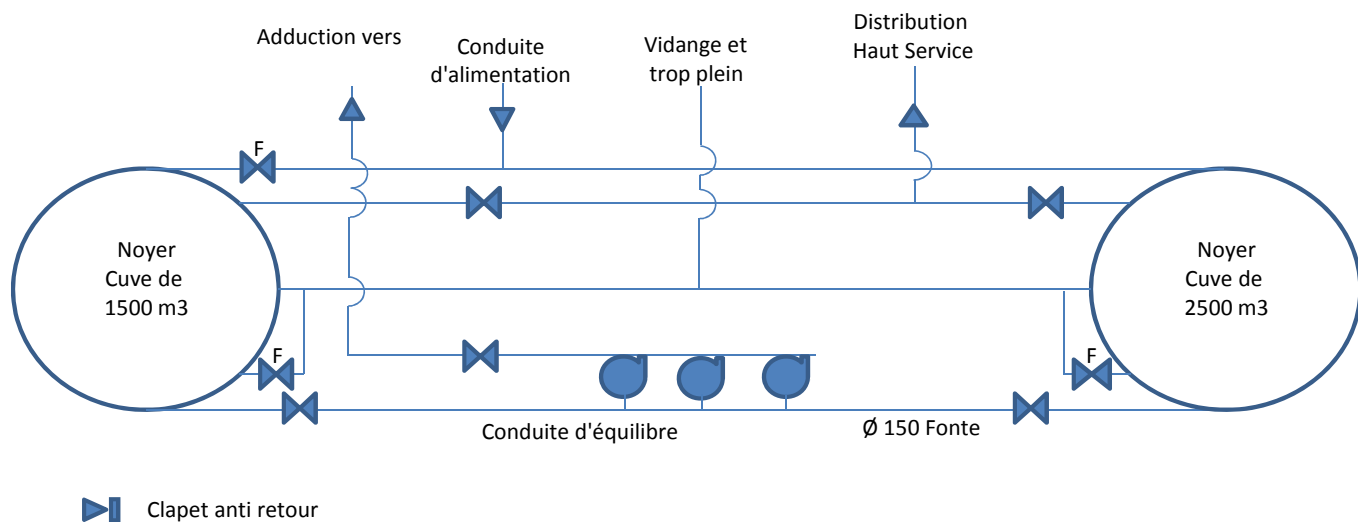 Adduction vers
Conduite
d'alimentation
Vidange et
trop plein
Distribution
Haut Service
F
Noyer
Cuve de
1500 m3
Noyer
Cuve de
2500 m3
F
F
Conduite d'équilibre
Ø 150 Fonte
Clapet anti retour